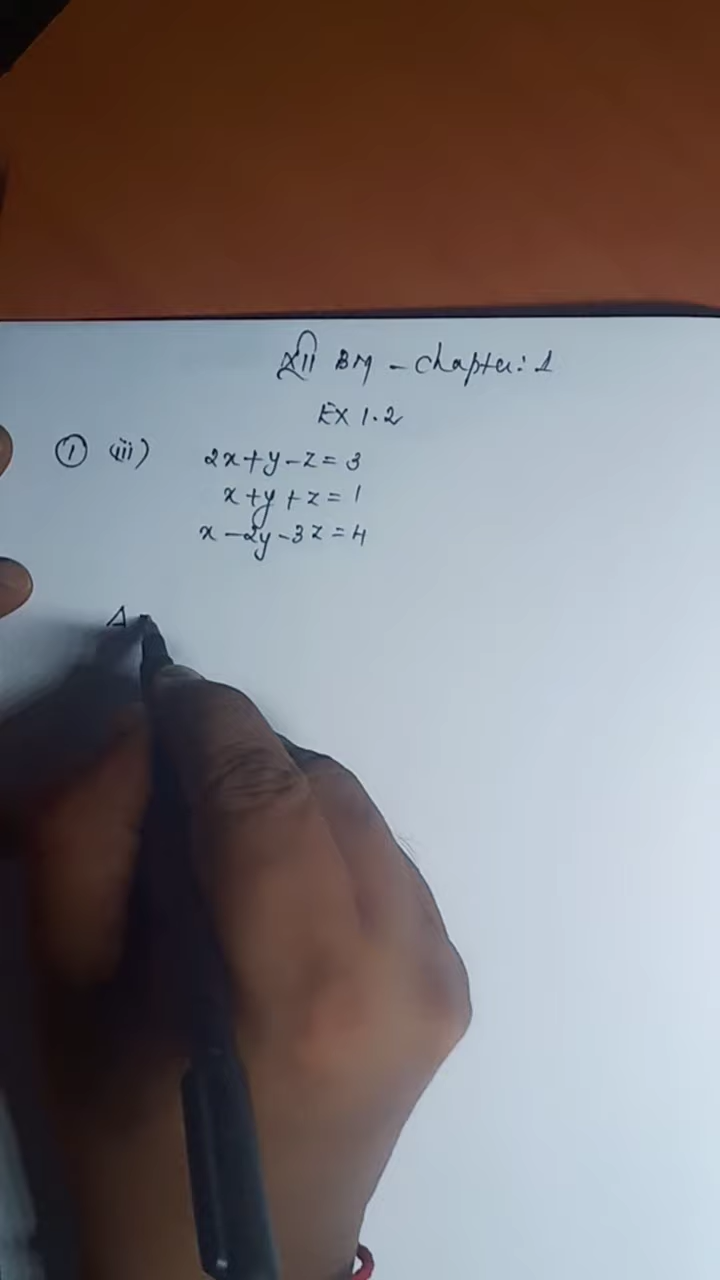 XII BM - Chapter: 1
EX 1.2
① (iii) 2x+y-z=3
x+y+z=1
x-2y-3z=4
Δ